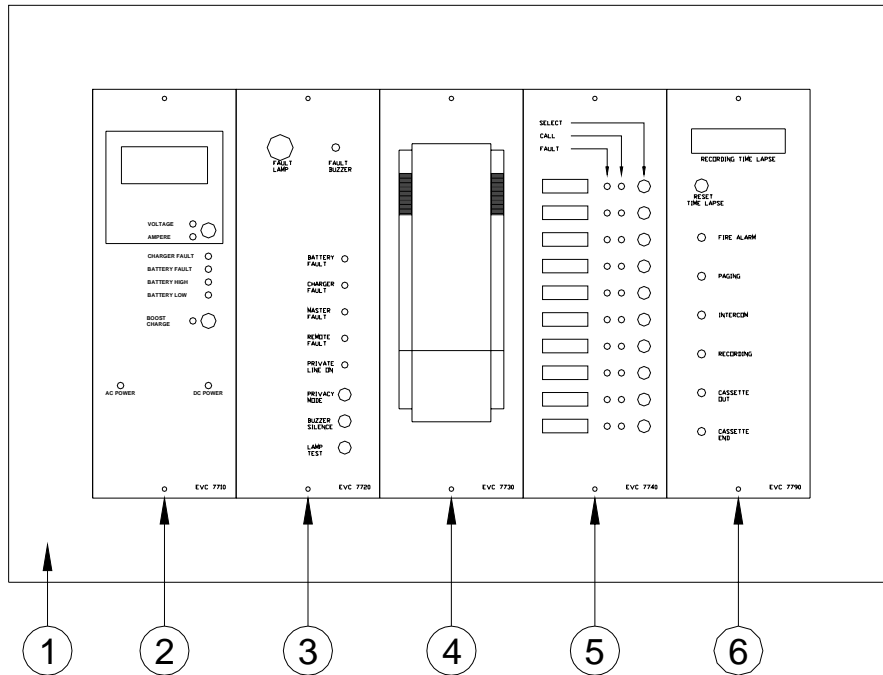 VOLTAGE
AMPERE
CHARGER FAULT
BATTERY FAULT
BATTERY HIGH
BATTERY LOW
BOOST
CHARGE
AC POWER
DC POWER
EVC 7710
FAULT
LAMP
FAULT
BUZZER
BATTERY
FAULT
CHARGER
FAULT
MASTER
FAULT
REMOTE
FAULT
PRIVATE
LINE ON
PRIVACY
MODE
BUZZER
SILENCE
LAMP
TEST
EVC 7720
EVC 7730
SELECT
CALL
FAULT
EVC 7740
RECORDING TIME LAPSE
RESET
TIME LAPSE
FIRE ALARM
PAGING
INTERCOM
RECORDING
CASSETTE
OUT
CASSETTE
END
EVC 7790
1
2
3
4
5
6